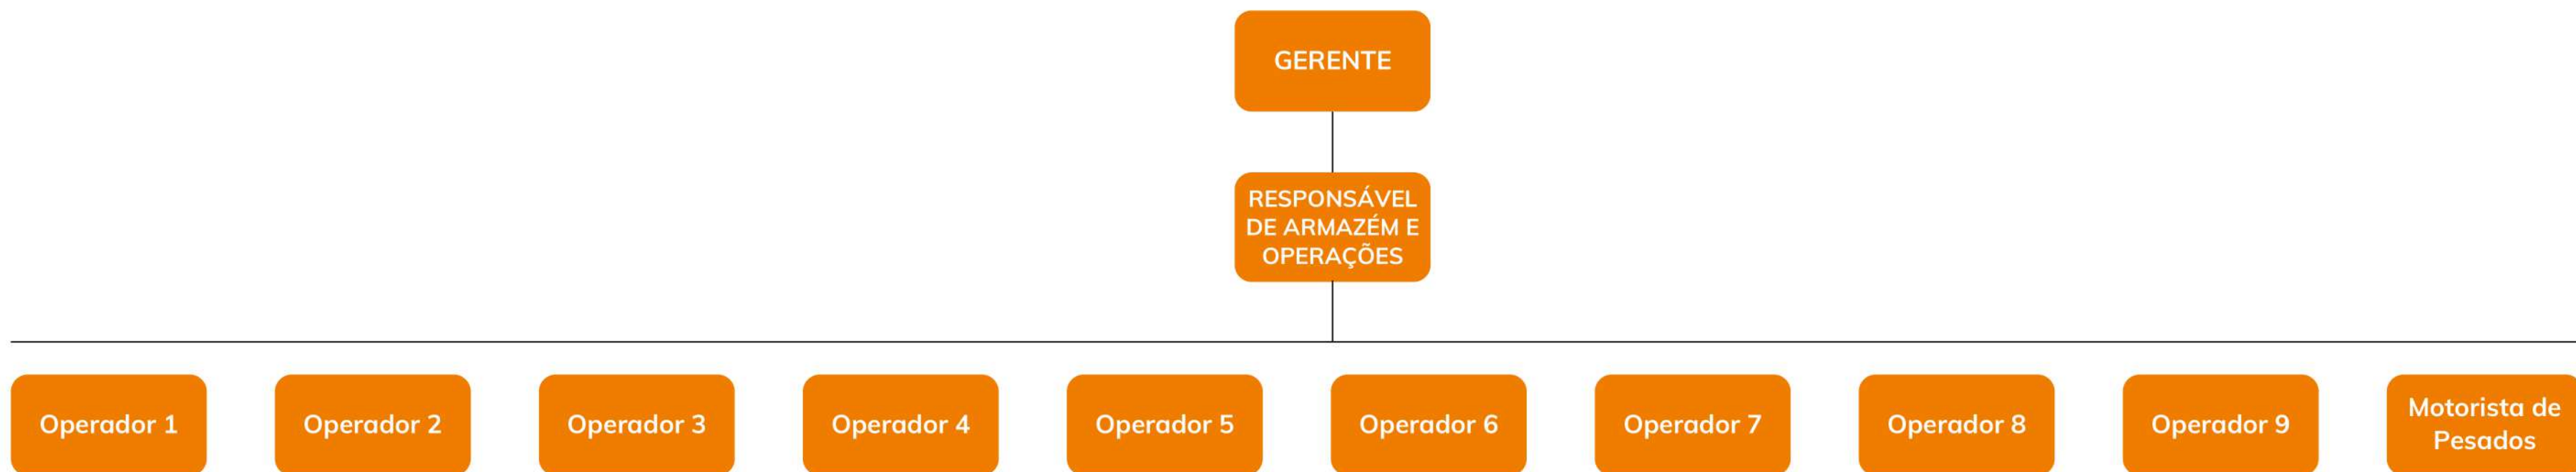 GERENTE
RESPONSÁVEL
DE ARMAZÉM E
OPERAÇÕES
Operador 1
Operador 2
Operador 3
Operador 4
Operador 5
Operador 6
Operador 7
Operador 8
Operador 9
Motorista de
Pesados